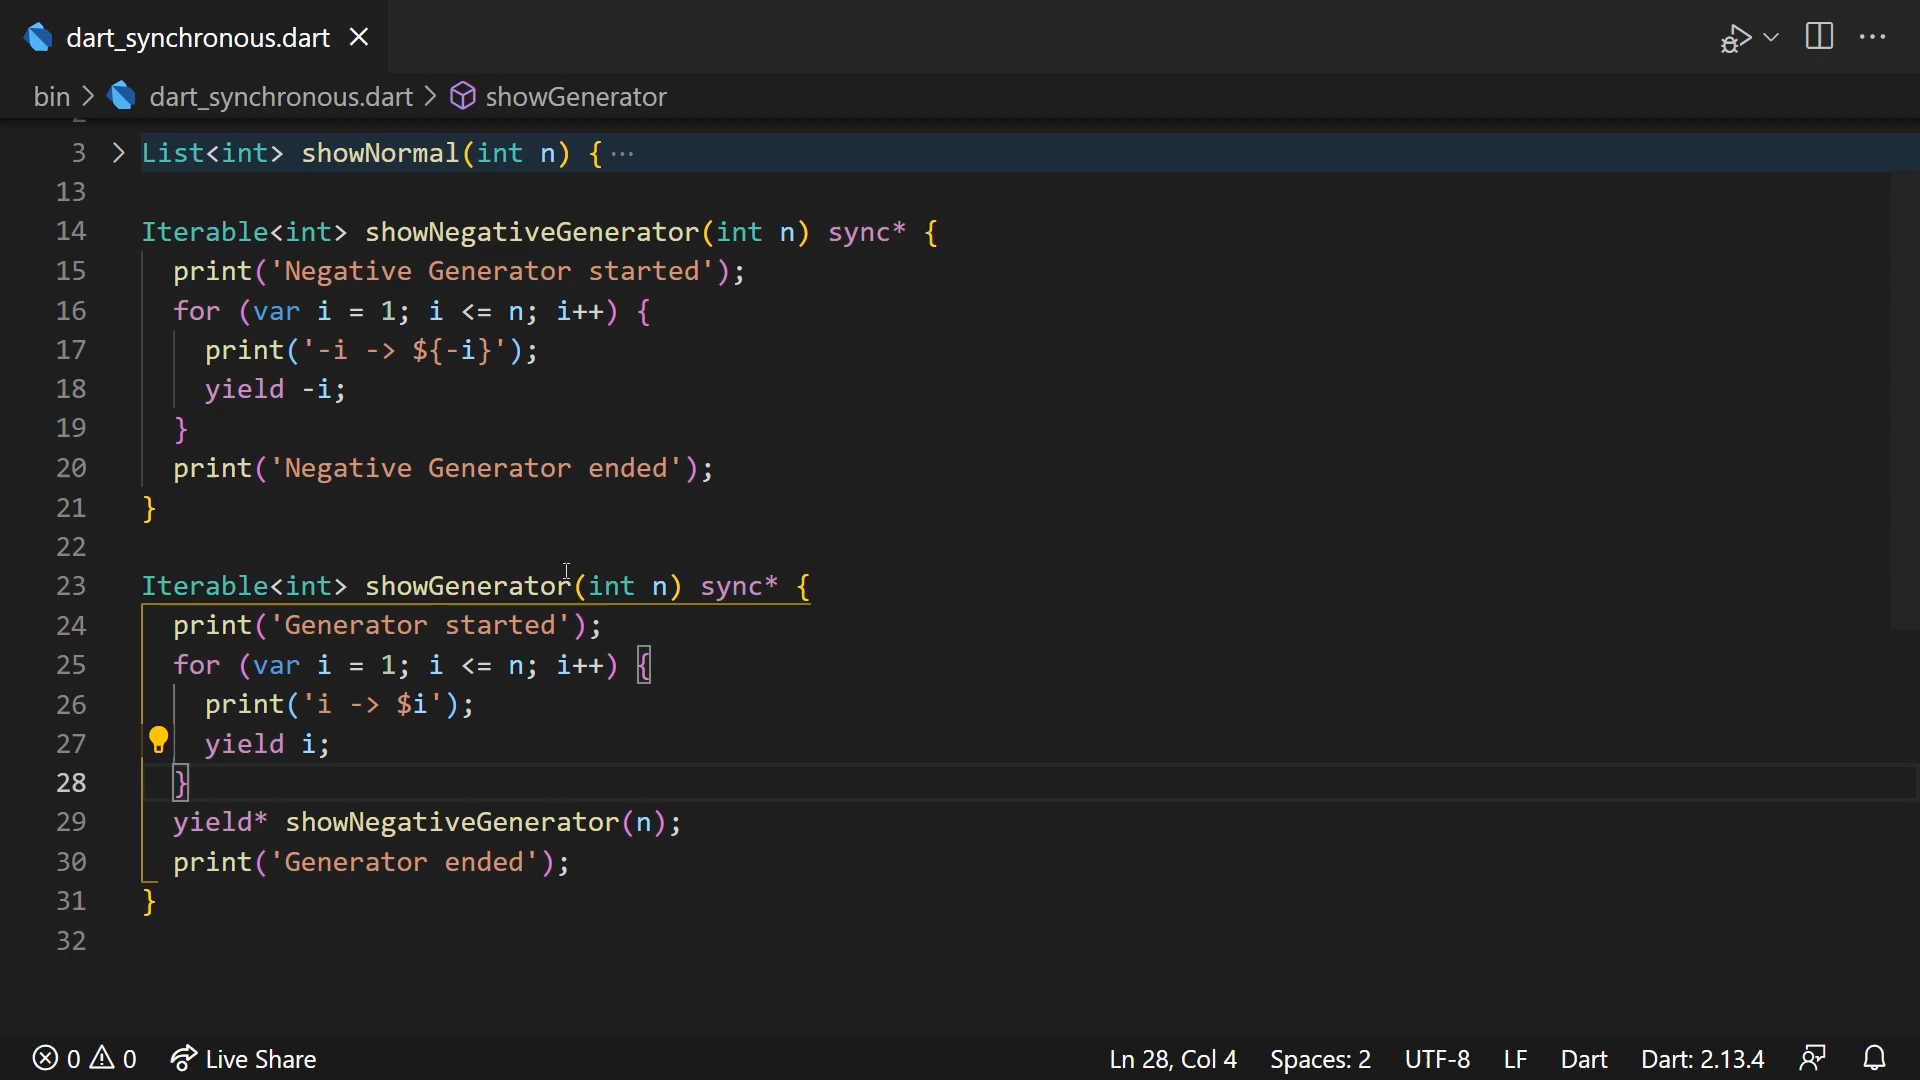 dart_synchronous.dart
bin > dart_synchronous.dart > showGenerator
2
3 List<int> showNormal(int n) {···
13
14 Iterable<int> showNegativeGenerator(int n) sync* {
15 print('Negative Generator started');
16 for (var i = 1; i <= n; i++) {
17 print('-i -> ${-i}');
18 yield -i;
19 }
20 print('Negative Generator ended');
21 }
22
23 Iterable<int> showGenerator(int n) sync* {
24 print('Generator started');
25 for (var i = 1; i <= n; i++) {
26 print('i -> $i');
27 yield i;
28 }
29 yield* showNegativeGenerator(n);
30 print('Generator ended');
31 }
32
0 0 Live Share Ln 28, Col 4 Spaces: 2 UTF-8 LF Dart Dart: 2.13.4